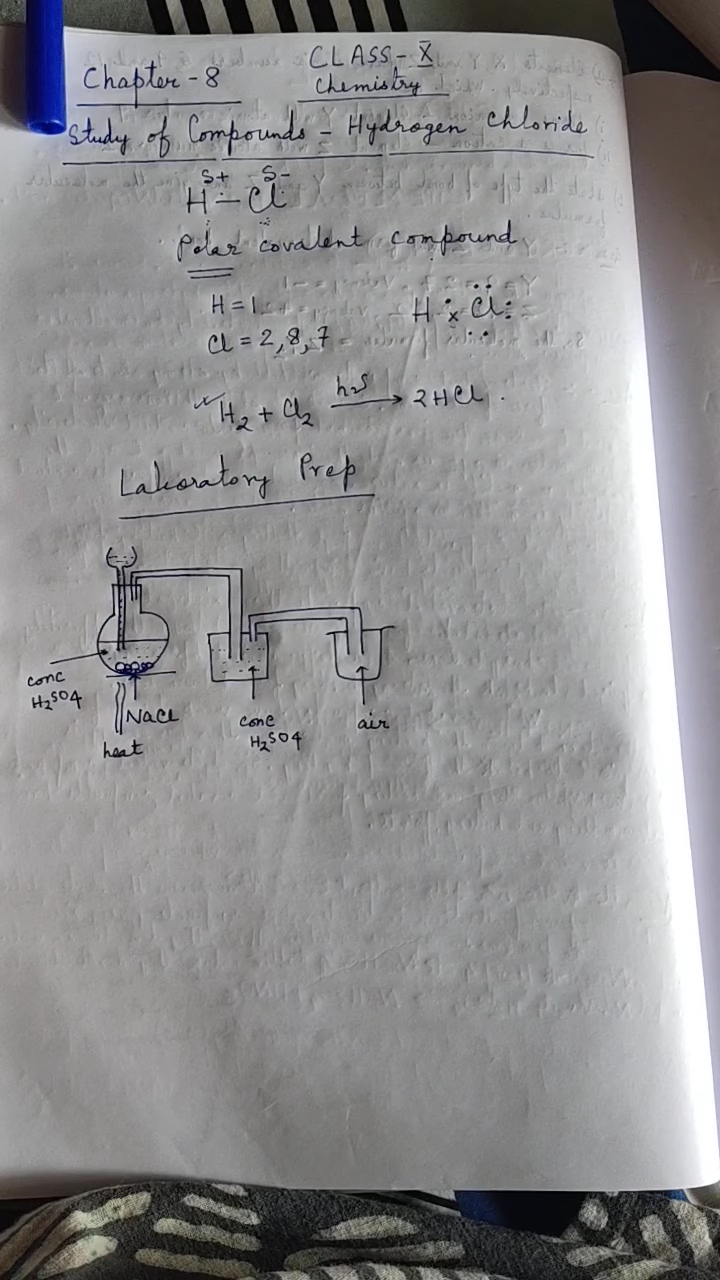 CLASS - X
Chapter - 8
Chemistry
Study of Compounds - Hydrogen Chloride
δ+ δ-
H - Cl
Polar covalent compound
H = 1
Cl = 2, 8, 7
H × Cl
H₂ + Cl₂ → 2HCl .
Laboratory Prep
conc
H₂SO4
NaCl
heat
conc
H₂SO4
air